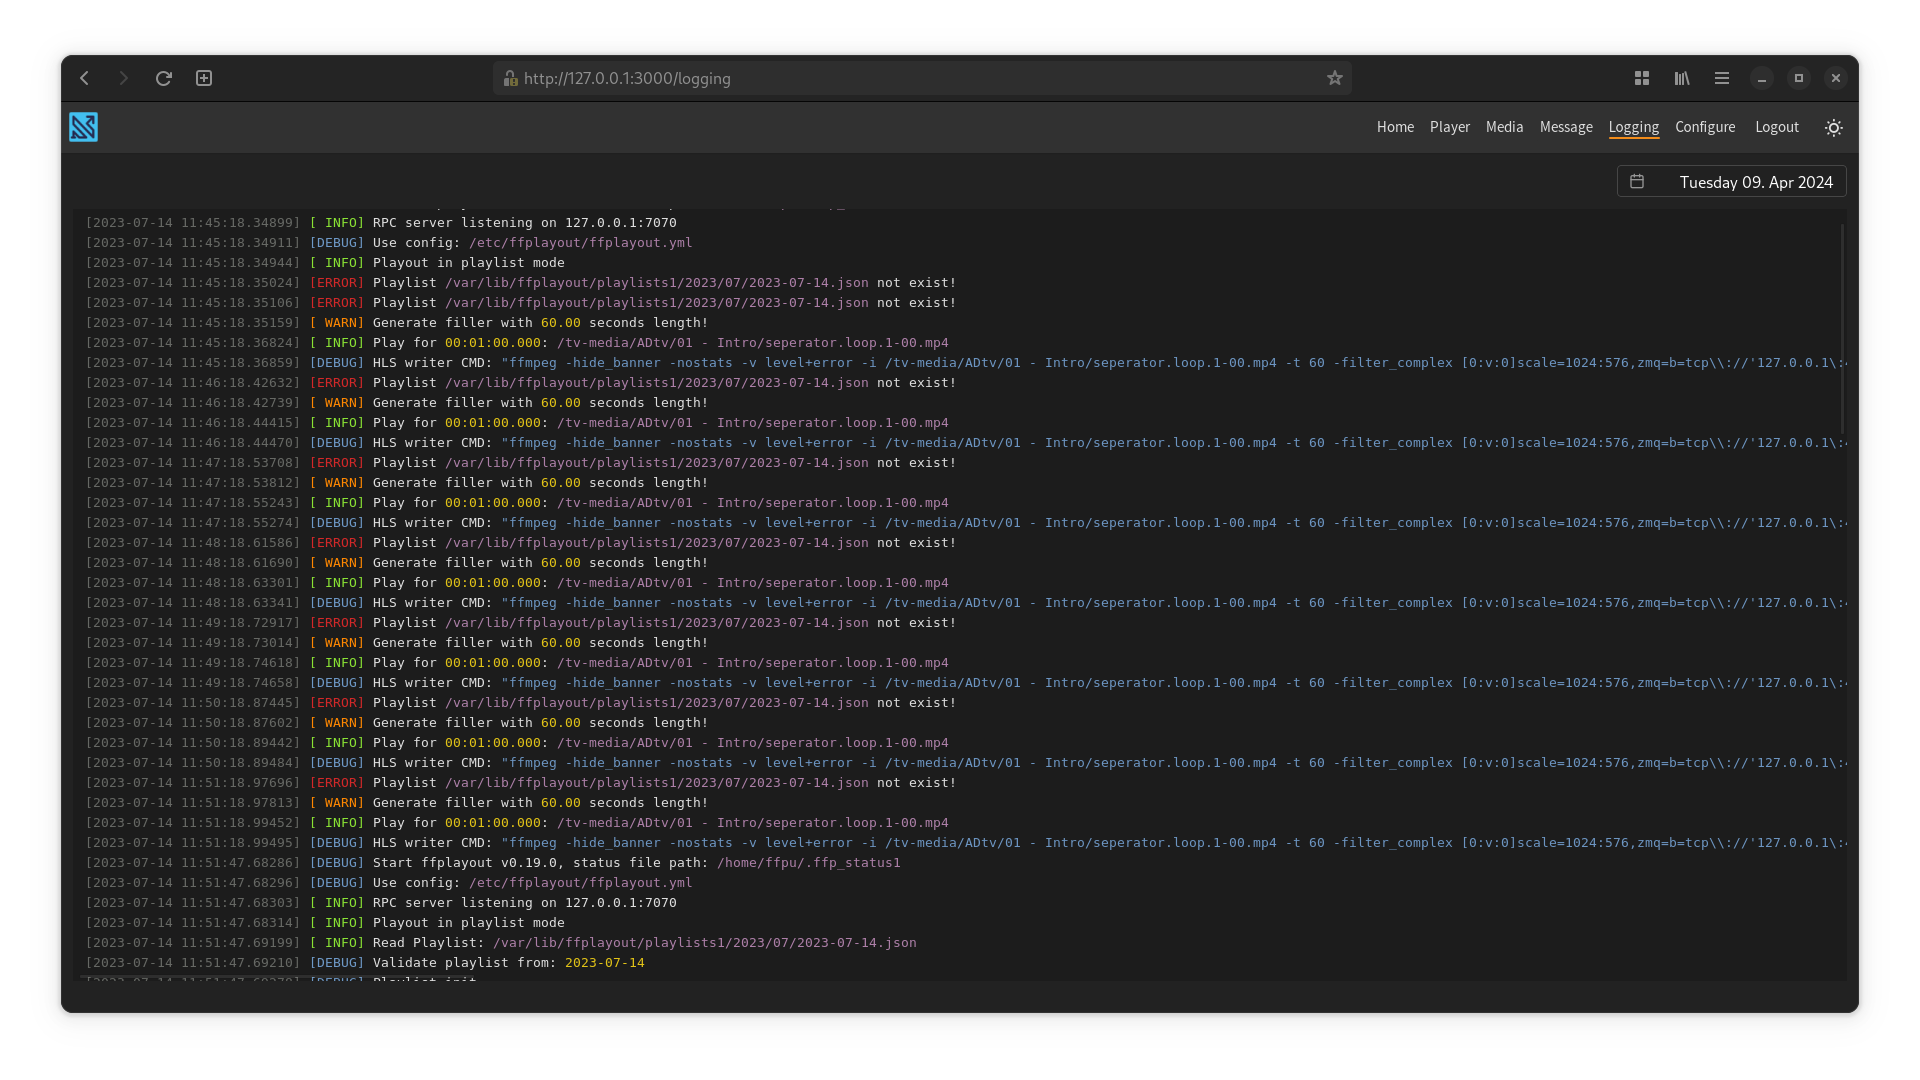 http://127.0.0.1:3000/logging
Home Player Media Message Logging Configure Logout
Tuesday 09. Apr 2024
[2023-07-14 11:45:18.34899] [ INFO] RPC server listening on 127.0.0.1:7070
[2023-07-14 11:45:18.34911] [DEBUG] Use config: /etc/ffplayout/ffplayout.yml
[2023-07-14 11:45:18.34944] [ INFO] Playout in playlist mode
[2023-07-14 11:45:18.35024] [ERROR] Playlist /var/lib/ffplayout/playlists1/2023/07/2023-07-14.json not exist!
[2023-07-14 11:45:18.35106] [ERROR] Playlist /var/lib/ffplayout/playlists1/2023/07/2023-07-14.json not exist!
[2023-07-14 11:45:18.35159] [ WARN] Generate filler with 60.00 seconds length!
[2023-07-14 11:45:18.36824] [ INFO] Play for 00:01:00.000: /tv-media/ADtv/01 - Intro/seperator.loop.1-00.mp4
[2023-07-14 11:45:18.36859] [DEBUG] HLS writer CMD: "ffmpeg -hide_banner -nostats -v level+error -i /tv-media/ADtv/01 - Intro/seperator.loop.1-00.mp4 -t 60 -filter_complex [0:v:0]scale=1024:576,zmq=b=tcp\\://'127.0.0.1\:
[2023-07-14 11:46:18.42632] [ERROR] Playlist /var/lib/ffplayout/playlists1/2023/07/2023-07-14.json not exist!
[2023-07-14 11:46:18.42739] [ WARN] Generate filler with 60.00 seconds length!
[2023-07-14 11:46:18.44415] [ INFO] Play for 00:01:00.000: /tv-media/ADtv/01 - Intro/seperator.loop.1-00.mp4
[2023-07-14 11:46:18.44470] [DEBUG] HLS writer CMD: "ffmpeg -hide_banner -nostats -v level+error -i /tv-media/ADtv/01 - Intro/seperator.loop.1-00.mp4 -t 60 -filter_complex [0:v:0]scale=1024:576,zmq=b=tcp\\://'127.0.0.1\:
[2023-07-14 11:47:18.53708] [ERROR] Playlist /var/lib/ffplayout/playlists1/2023/07/2023-07-14.json not exist!
[2023-07-14 11:47:18.53812] [ WARN] Generate filler with 60.00 seconds length!
[2023-07-14 11:47:18.55243] [ INFO] Play for 00:01:00.000: /tv-media/ADtv/01 - Intro/seperator.loop.1-00.mp4
[2023-07-14 11:47:18.55274] [DEBUG] HLS writer CMD: "ffmpeg -hide_banner -nostats -v level+error -i /tv-media/ADtv/01 - Intro/seperator.loop.1-00.mp4 -t 60 -filter_complex [0:v:0]scale=1024:576,zmq=b=tcp\\://'127.0.0.1\:
[2023-07-14 11:48:18.61586] [ERROR] Playlist /var/lib/ffplayout/playlists1/2023/07/2023-07-14.json not exist!
[2023-07-14 11:48:18.61690] [ WARN] Generate filler with 60.00 seconds length!
[2023-07-14 11:48:18.63301] [ INFO] Play for 00:01:00.000: /tv-media/ADtv/01 - Intro/seperator.loop.1-00.mp4
[2023-07-14 11:48:18.63341] [DEBUG] HLS writer CMD: "ffmpeg -hide_banner -nostats -v level+error -i /tv-media/ADtv/01 - Intro/seperator.loop.1-00.mp4 -t 60 -filter_complex [0:v:0]scale=1024:576,zmq=b=tcp\\://'127.0.0.1\:
[2023-07-14 11:49:18.72917] [ERROR] Playlist /var/lib/ffplayout/playlists1/2023/07/2023-07-14.json not exist!
[2023-07-14 11:49:18.73014] [ WARN] Generate filler with 60.00 seconds length!
[2023-07-14 11:49:18.74618] [ INFO] Play for 00:01:00.000: /tv-media/ADtv/01 - Intro/seperator.loop.1-00.mp4
[2023-07-14 11:49:18.74658] [DEBUG] HLS writer CMD: "ffmpeg -hide_banner -nostats -v level+error -i /tv-media/ADtv/01 - Intro/seperator.loop.1-00.mp4 -t 60 -filter_complex [0:v:0]scale=1024:576,zmq=b=tcp\\://'127.0.0.1\:
[2023-07-14 11:50:18.87445] [ERROR] Playlist /var/lib/ffplayout/playlists1/2023/07/2023-07-14.json not exist!
[2023-07-14 11:50:18.87602] [ WARN] Generate filler with 60.00 seconds length!
[2023-07-14 11:50:18.89442] [ INFO] Play for 00:01:00.000: /tv-media/ADtv/01 - Intro/seperator.loop.1-00.mp4
[2023-07-14 11:50:18.89484] [DEBUG] HLS writer CMD: "ffmpeg -hide_banner -nostats -v level+error -i /tv-media/ADtv/01 - Intro/seperator.loop.1-00.mp4 -t 60 -filter_complex [0:v:0]scale=1024:576,zmq=b=tcp\\://'127.0.0.1\:
[2023-07-14 11:51:18.97696] [ERROR] Playlist /var/lib/ffplayout/playlists1/2023/07/2023-07-14.json not exist!
[2023-07-14 11:51:18.97813] [ WARN] Generate filler with 60.00 seconds length!
[2023-07-14 11:51:18.99452] [ INFO] Play for 00:01:00.000: /tv-media/ADtv/01 - Intro/seperator.loop.1-00.mp4
[2023-07-14 11:51:18.99495] [DEBUG] HLS writer CMD: "ffmpeg -hide_banner -nostats -v level+error -i /tv-media/ADtv/01 - Intro/seperator.loop.1-00.mp4 -t 60 -filter_complex [0:v:0]scale=1024:576,zmq=b=tcp\\://'127.0.0.1\:
[2023-07-14 11:51:47.68286] [DEBUG] Start ffplayout v0.19.0, status file path: /home/ffpu/.ffp_status1
[2023-07-14 11:51:47.68296] [DEBUG] Use config: /etc/ffplayout/ffplayout.yml
[2023-07-14 11:51:47.68303] [ INFO] RPC server listening on 127.0.0.1:7070
[2023-07-14 11:51:47.68314] [ INFO] Playout in playlist mode
[2023-07-14 11:51:47.69199] [ INFO] Read Playlist: /var/lib/ffplayout/playlists1/2023/07/2023-07-14.json
[2023-07-14 11:51:47.69210] [DEBUG] Validate playlist from: 2023-07-14